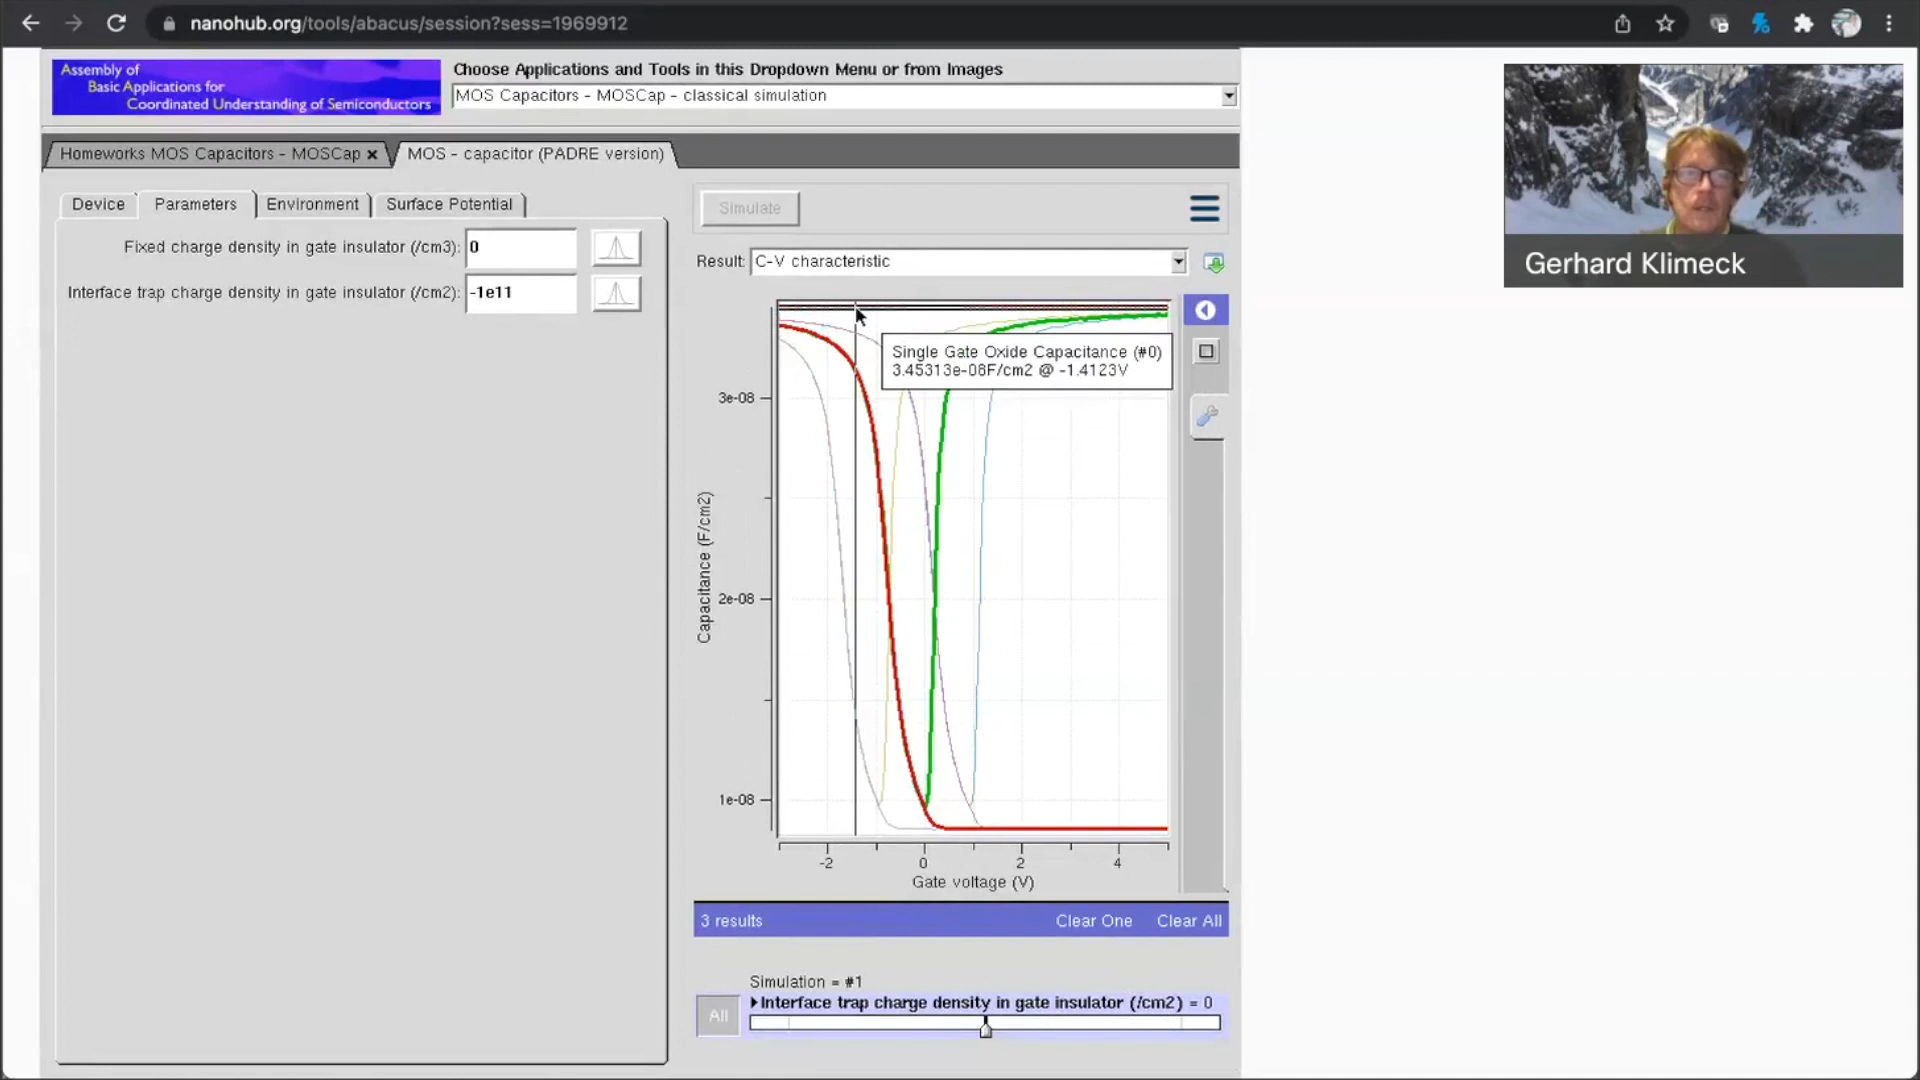 nanohub.org/tools/abacus/session?sess=1969912
Assembly of
Basic Applications for
Coordinated Understanding of Semiconductors
Choose Applications and Tools in this Dropdown Menu or from Images
MOS Capacitors - MOSCap - classical simulation
Homeworks MOS Capacitors - MOSCap
MOS - capacitor (PADRE version)
Device
Parameters
Environment
Surface Potential
Fixed charge density in gate insulator (/cm3): 0
Interface trap charge density in gate insulator (/cm2): -1e11
Simulate
Result: C-V characteristic
Single Gate Oxide Capacitance (#0)
3.45313e-08F/cm2 @ -1.4123V
3e-08
2e-08
1e-08
Capacitance (F/cm2)
-2
0
2
4
Gate voltage (V)
3 results
Clear One
Clear All
Simulation = #1
Interface trap charge density in gate insulator (/cm2) = 0
All
Gerhard Klimeck